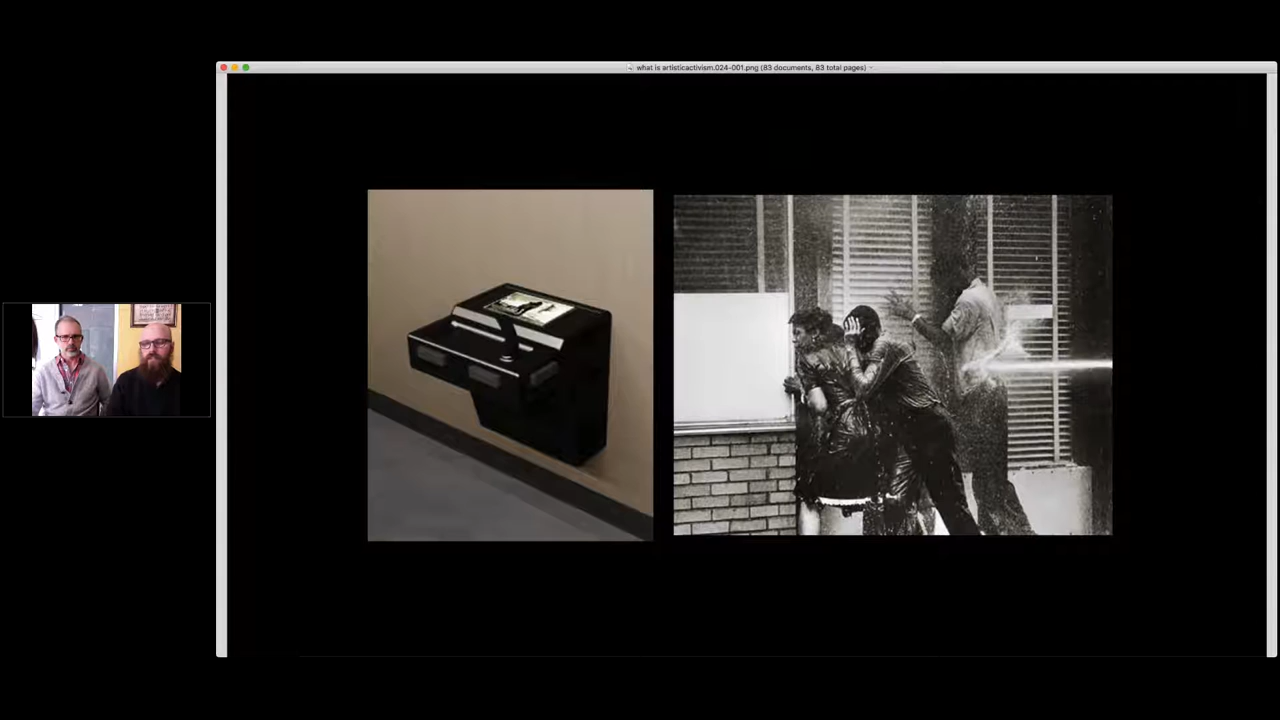 what is artisticactivism.024-001.png (83 documents, 83 total pages)